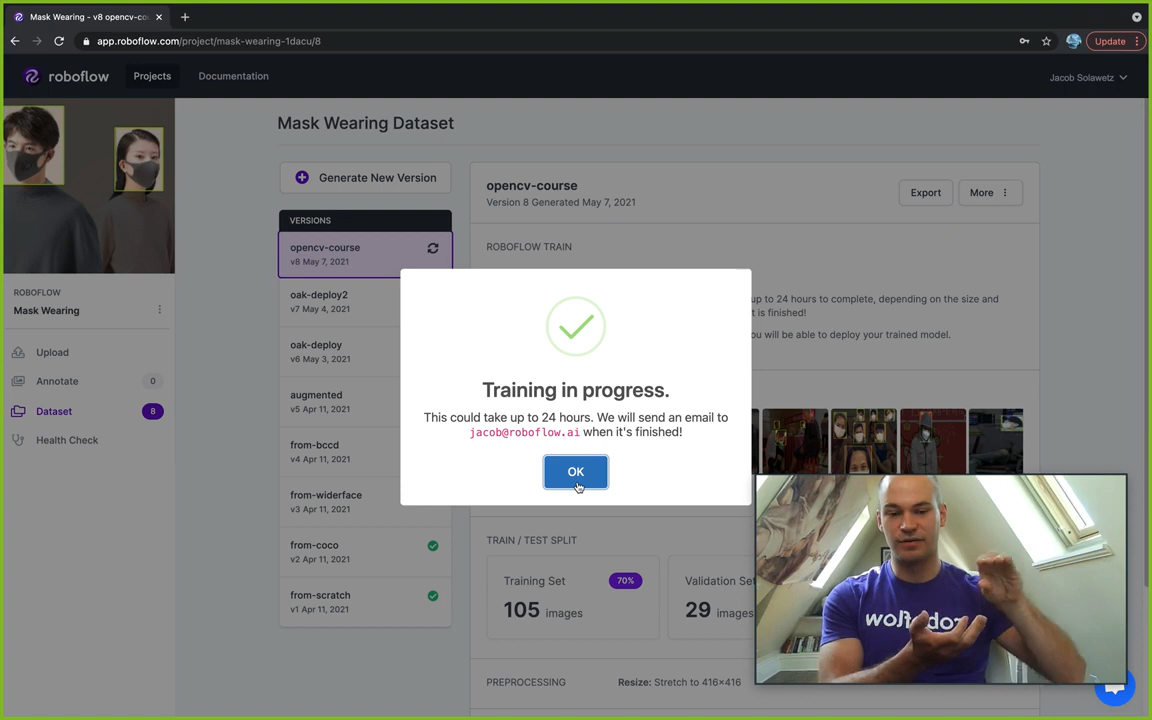 Mask Wearing - v8 opencv-co
app.roboflow.com/project/mask-wearing-1dacu/8
Update
roboflow
Projects
Documentation
Jacob Solawetz
ROBOFLOW
Mask Wearing
Upload
Annotate
0
Dataset
8
Health Check
Mask Wearing Dataset
Generate New Version
VERSIONS
opencv-course
v8 May 7, 2021
oak-deploy2
v7 May 4, 2021
oak-deploy
v6 May 3, 2021
augmented
v5 Apr 11, 2021
from-bccd
v4 Apr 11, 2021
from-widerface
v3 Apr 11, 2021
from-coco
v2 Apr 11, 2021
from-scratch
v1 Apr 11, 2021
opencv-course
Version 8 Generated May 7, 2021
Export
More
ROBOFLOW TRAIN
up to 24 hours to complete, depending on the size and
t is finished!
ou will be able to deploy your trained model.
Training in progress.
This could take up to 24 hours. We will send an email to
jacob@roboflow.ai when it's finished!
OK
TRAIN / TEST SPLIT
Training Set
70%
105 images
Validation Set
29 images
PREPROCESSING
Resize: Stretch to 416×416